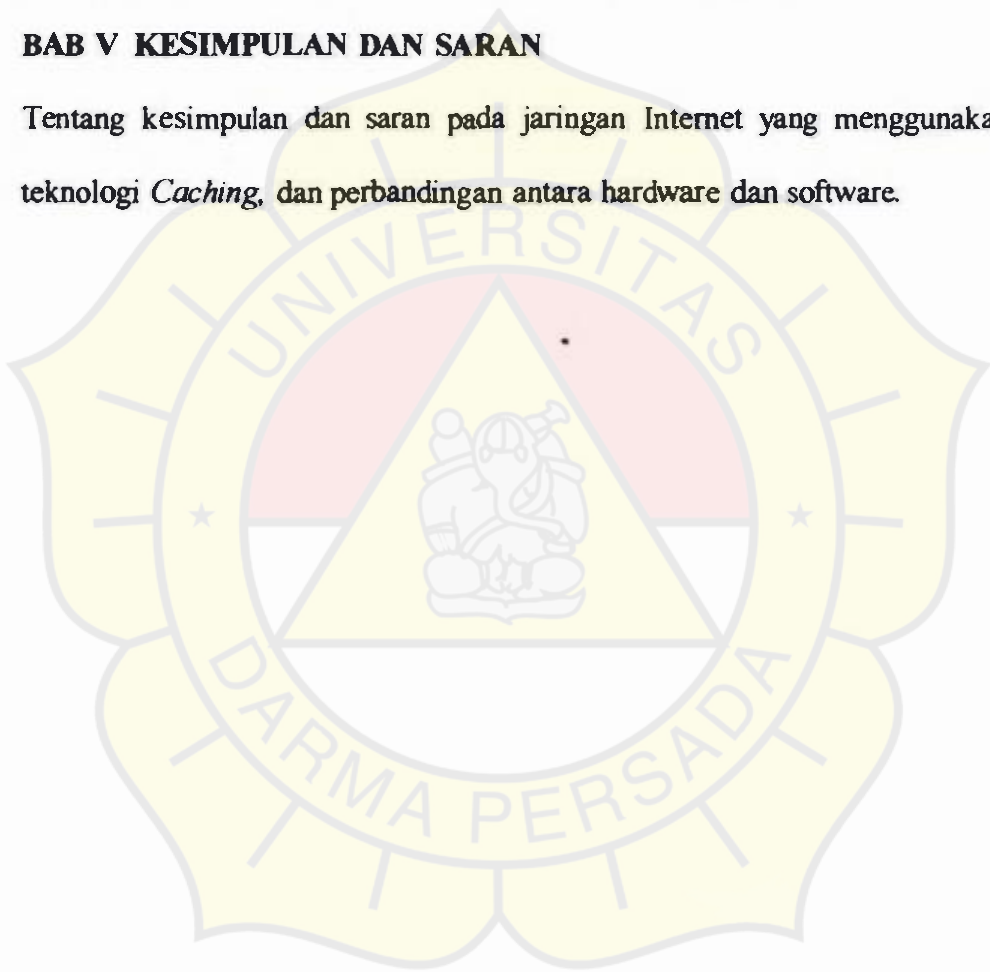 BAB V KESIMPULAN DAN SARAN
Tentang kesimpulan dan saran pada jaringan Internet yang menggunaka
teknologi Caching, dan perbandingan antara hardware dan software.
UNIVERSITAS
DARMA PERSADA